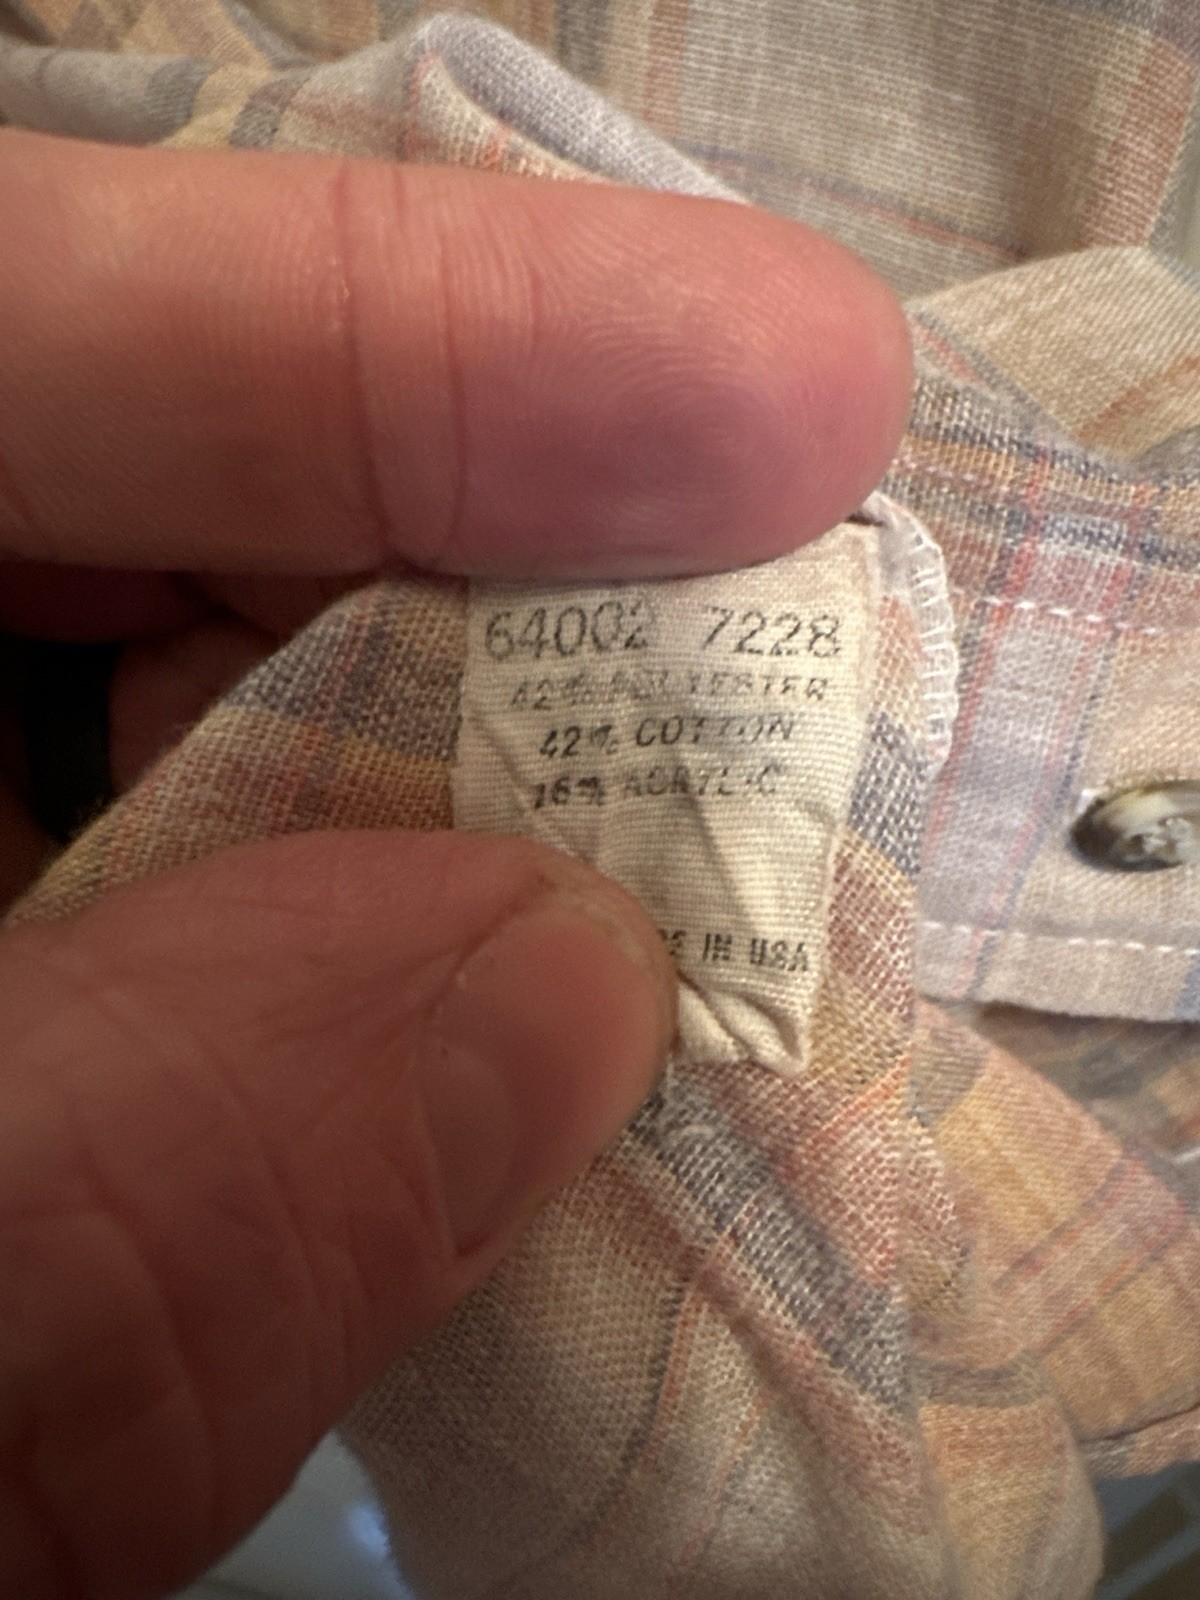 64002 7228
42% POLYESTER
42% COTTON
16% ACRYLIC
IN USA